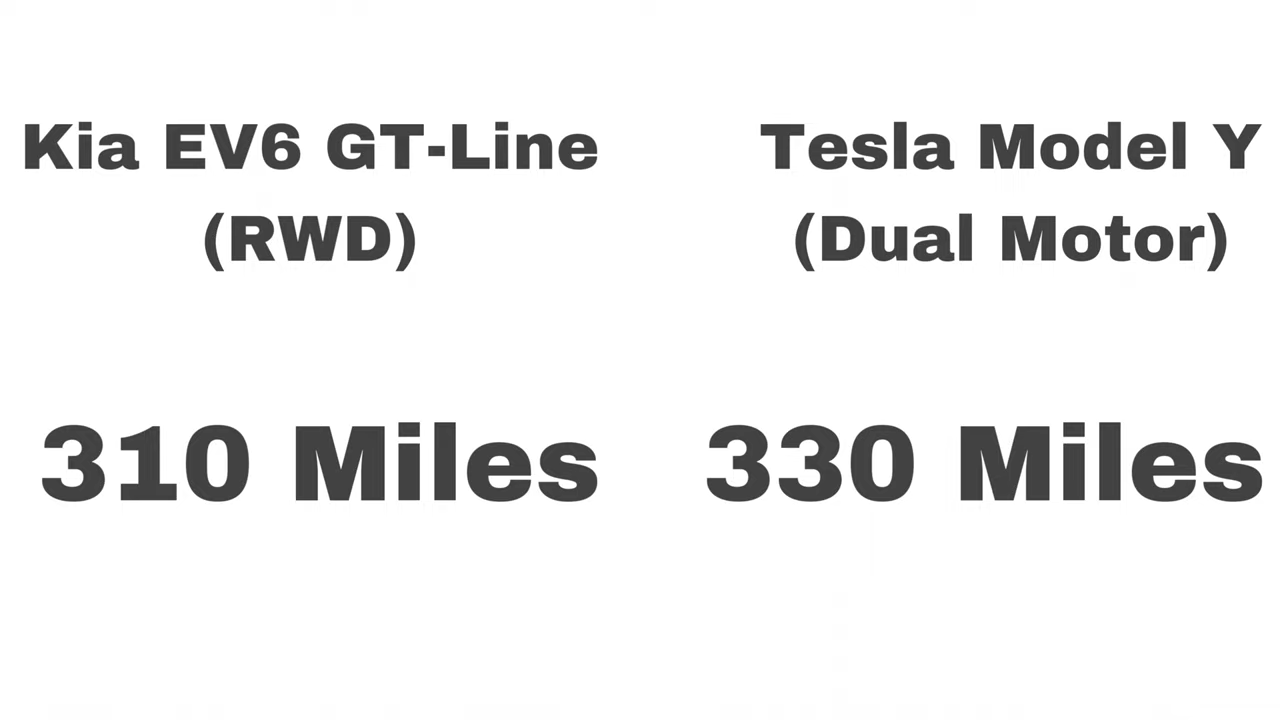 Kia EV6 GT-Line
(RWD)
310 Miles
Tesla Model Y
(Dual Motor)
330 Miles